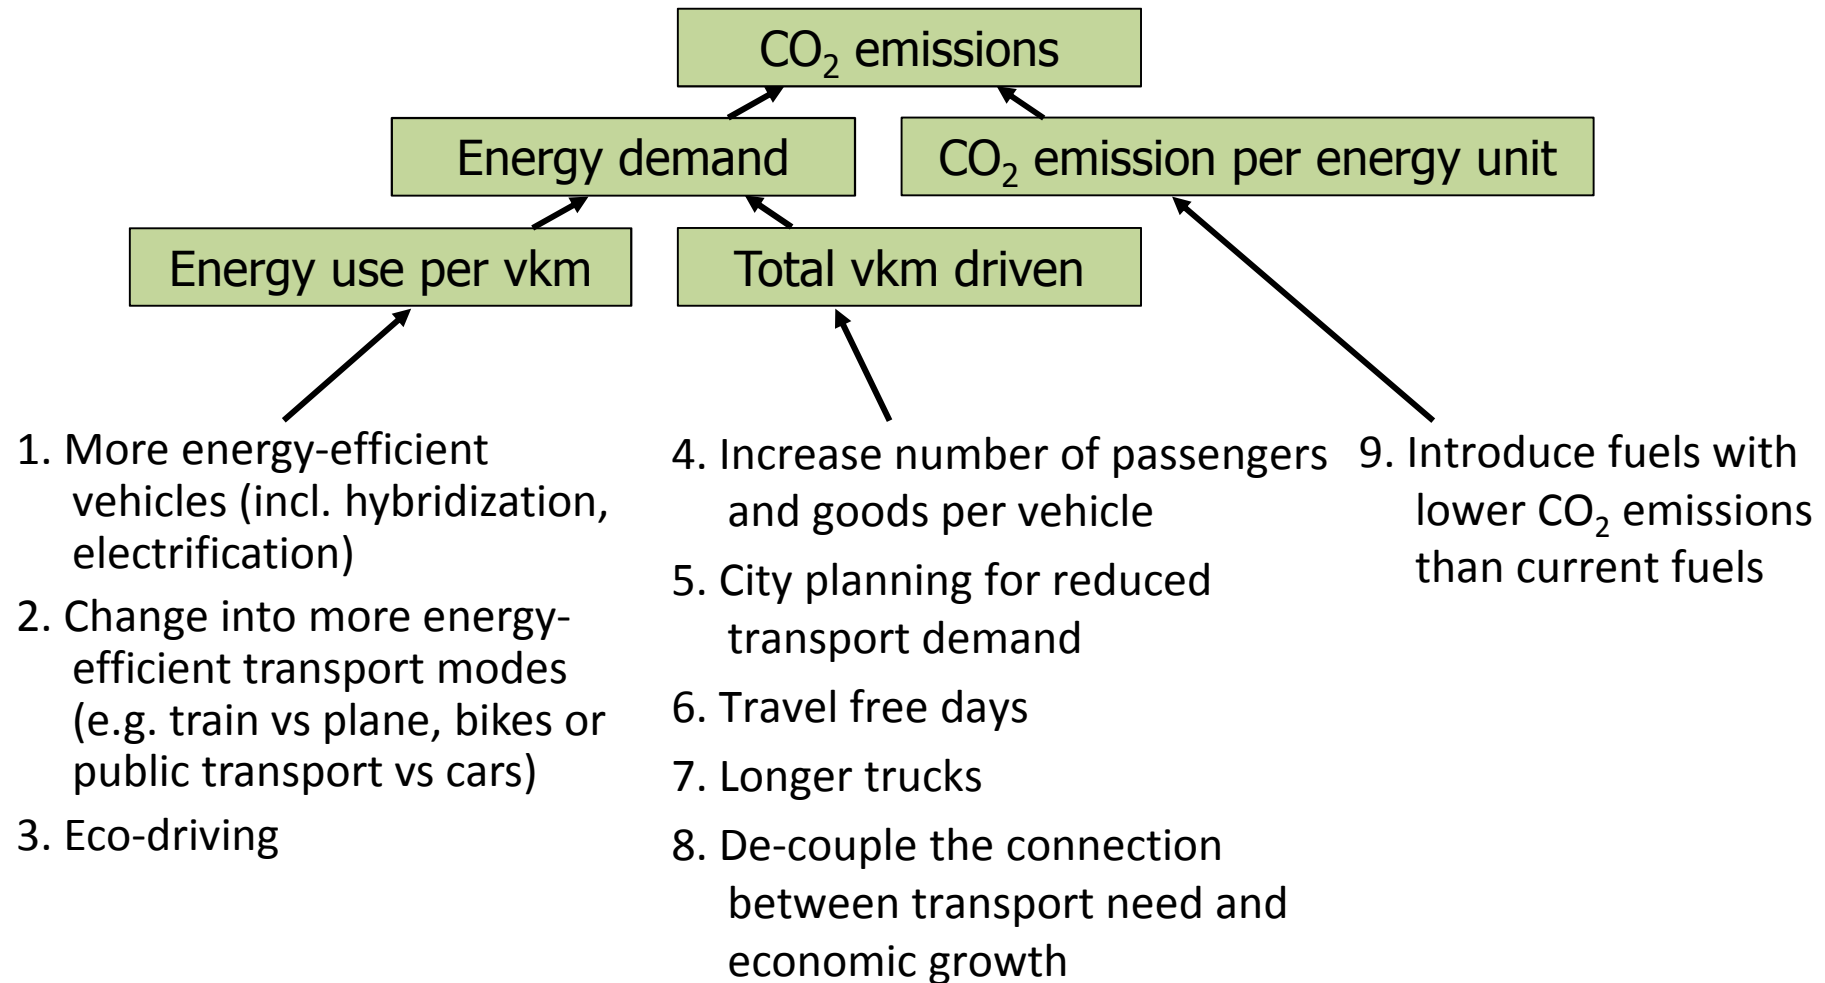 CO₂ emissions
Energy demand
CO₂ emission per energy unit
Energy use per vkm
Total vkm driven
1. More energy-efficient
vehicles (incl. hybridization,
electrification)
2. Change into more energy-
efficient transport modes
(e.g. train vs plane, bikes or
public transport vs cars)
3. Eco-driving
4. Increase number of passengers
and goods per vehicle
5. City planning for reduced
transport demand
6. Travel free days
7. Longer trucks
8. De-couple the connection
between transport need and
economic growth
9. Introduce fuels with
lower CO₂ emissions
than current fuels